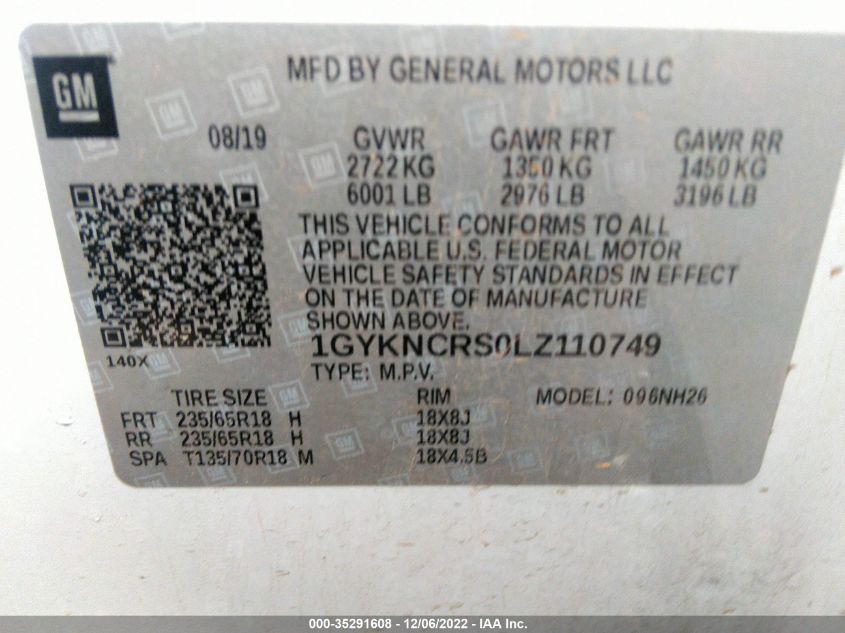 GM
MFD BY GENERAL MOTORS LLC
08/19 GVWR GAWR FRT GAWR RR
2722 KG 1350 KG 1450 KG
6001 LB 2976 LB 3196 LB
THIS VEHICLE CONFORMS TO ALL
APPLICABLE U.S. FEDERAL MOTOR
VEHICLE SAFETY STANDARDS IN EFFECT
ON THE DATE OF MANUFACTURE
SHOWN ABOVE.
1GYKNCRS0LZ110749
140X
TYPE: M.P.V.
TIRE SIZE RIM MODEL: 096NH26
FRT 235/65R18 H 18X8J
RR 235/65R18 H 18X8J
SPA T135/70R18 M 18X4.5B
000-35291608 - 12/06/2022 - IAA Inc.